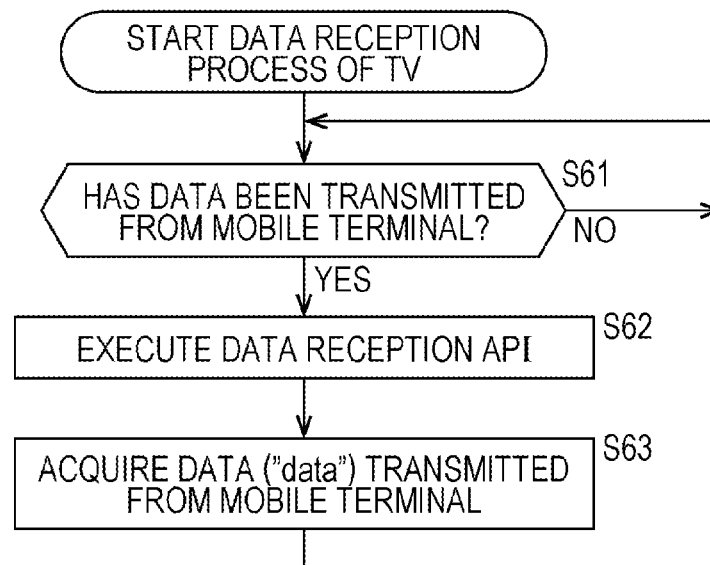 START DATA RECEPTION
PROCESS OF TV
S61
HAS DATA BEEN TRANSMITTED
FROM MOBILE TERMINAL?
NO
YES
S62
EXECUTE DATA RECEPTION API
S63
ACQUIRE DATA ("data") TRANSMITTED
FROM MOBILE TERMINAL